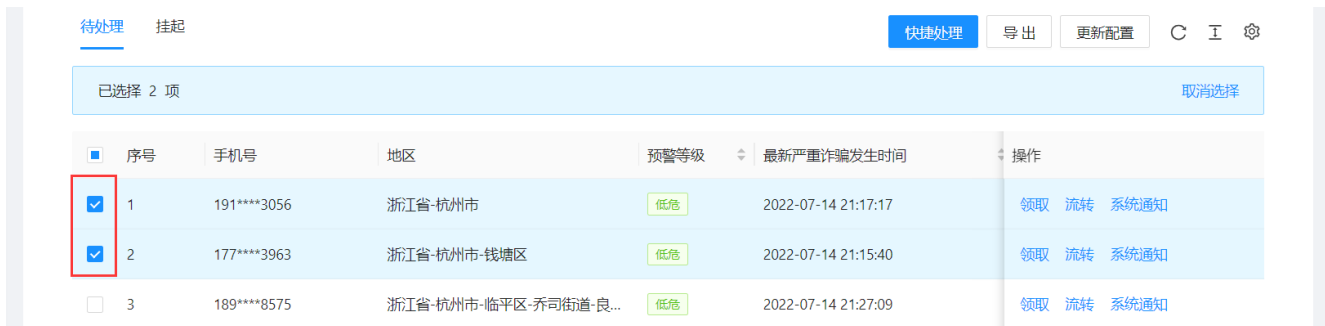 待处理 挂起 快捷处理 导出 更新配置
已选择 2 项 取消选择
序号 手机号 地区 预警等级 最新严重诈骗发生时间 操作
1 191****3056 浙江省-杭州市 低危 2022-07-14 21:17:17 领取 流转 系统通知
2 177****3963 浙江省-杭州市-钱塘区 低危 2022-07-14 21:15:40 领取 流转 系统通知
3 189****8575 浙江省-杭州市-临平区-乔司街道-良... 低危 2022-07-14 21:27:09 领取 流转 系统通知